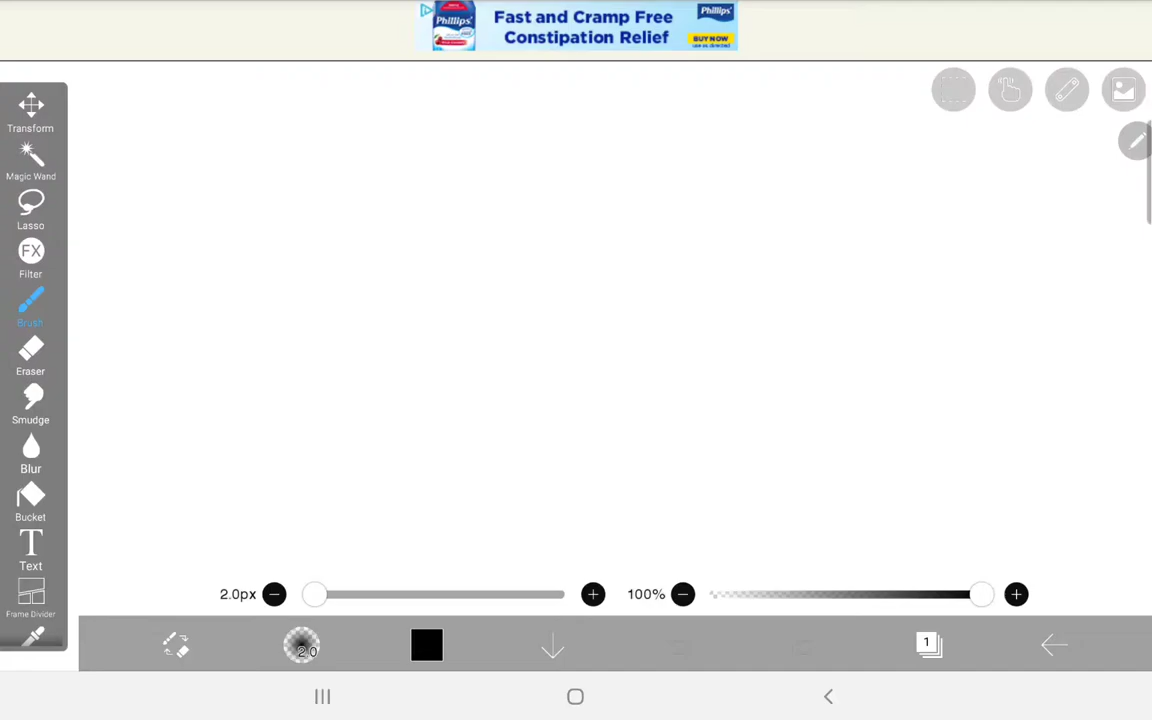 Phillips'
Fast and Cramp Free
Constipation Relief
Phillips'
BUY NOW
Transform
Magic Wand
Lasso
FX
Filter
Brush
Eraser
Smudge
Blur
Bucket
T
Text
Frame Divider
2.0px
100%
2.0
1